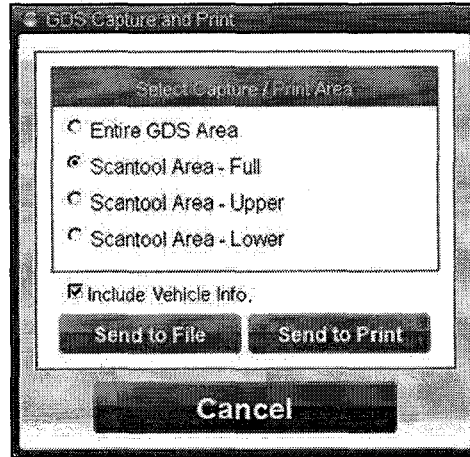 GDS Capture and Print
Select Capture / Print Area
Entire GDS Area
Scantool Area - Full
Scantool Area - Upper
Scantool Area - Lower
Include Vehicle Info.
Send to File Send to Print
Cancel